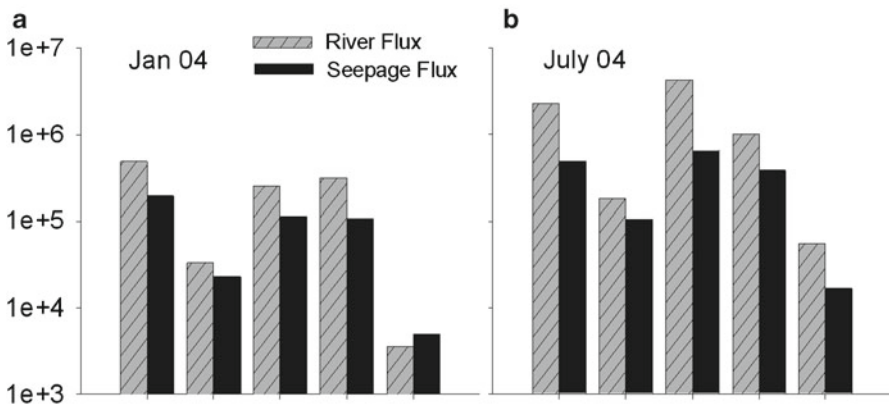 a
b
Jan 04
River Flux
Seepage Flux
July 04
1e+7
1e+6
1e+5
1e+4
1e+3